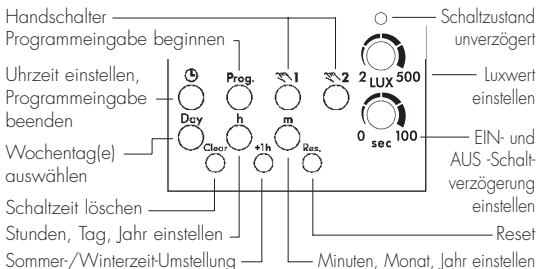 Handschalter
Programmeingabe beginnen
Uhrzeit einstellen,
Programmeingabe
beenden
Wochentag(e)
auswählen
Schaltzeit löschen
Stunden, Tag, Jahr einstellen
Sommer-/Winterzeit-Umstellung
Prog.
1
2
Day
h
m
Clear
+1h
Res.
2 LUX 500
0 sec 100
Schaltzustand
unverzögert
Luxwert
einstellen
EIN- und
AUS -Schalt-
verzögerung
einstellen
Reset
Minuten, Monat, Jahr einstellen